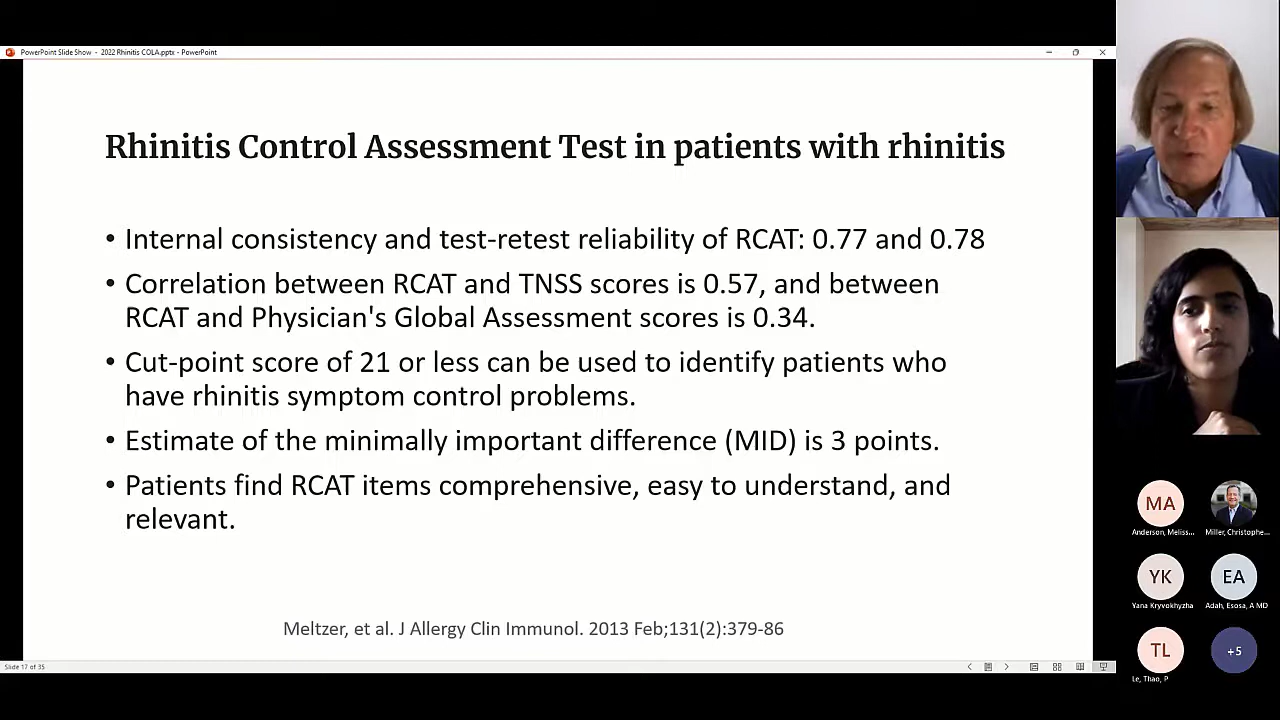 PowerPoint Slide Show - 2022 Rhinitis COLA.pptx - PowerPoint
Rhinitis Control Assessment Test in patients with rhinitis
• Internal consistency and test-retest reliability of RCAT: 0.77 and 0.78
• Correlation between RCAT and TNSS scores is 0.57, and between
RCAT and Physician's Global Assessment scores is 0.34.
• Cut-point score of 21 or less can be used to identify patients who
have rhinitis symptom control problems.
• Estimate of the minimally important difference (MID) is 3 points.
• Patients find RCAT items comprehensive, easy to understand, and
relevant.
Meltzer, et al. J Allergy Clin Immunol. 2013 Feb;131(2):379-86
Slide 17 of 35
MA
Anderson, Meliss...
Miller, Christophe...
YK
Yana Kryvokhyzha
EA
Adah, Esosa, A MD
TL
Le, Thao, P
+5